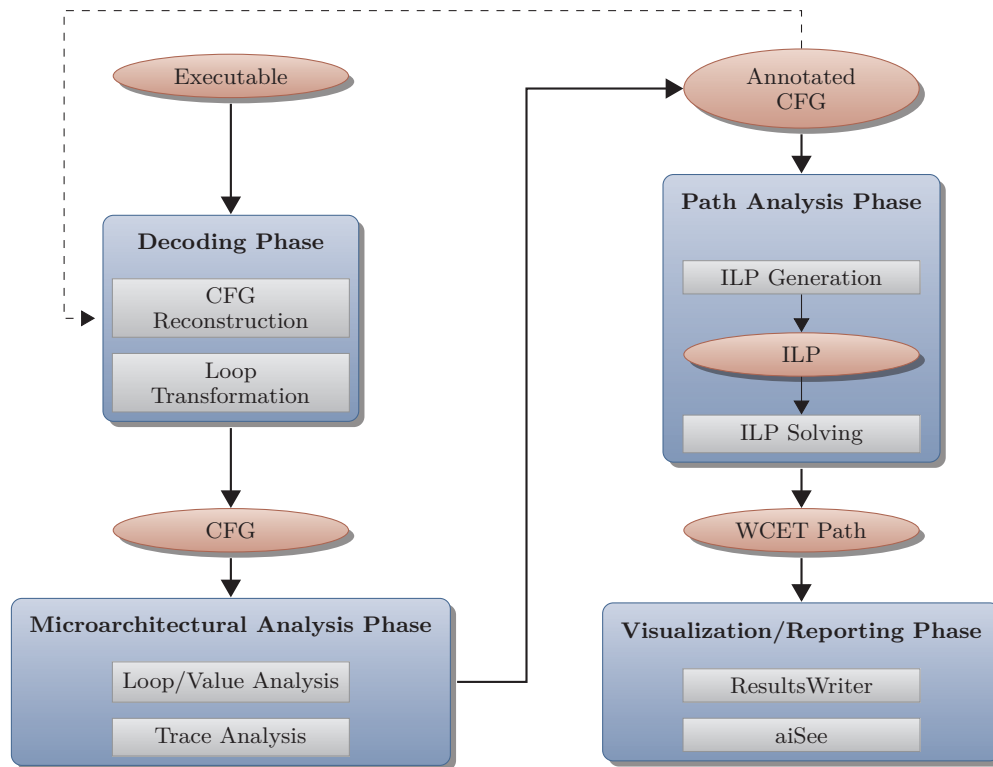 Executable
Decoding Phase
CFG
Reconstruction
Loop
Transformation
CFG
Microarchitectural Analysis Phase
Loop/Value Analysis
Trace Analysis
Annotated
CFG
Path Analysis Phase
ILP Generation
ILP
ILP Solving
WCET Path
Visualization/Reporting Phase
ResultsWriter
aiSee